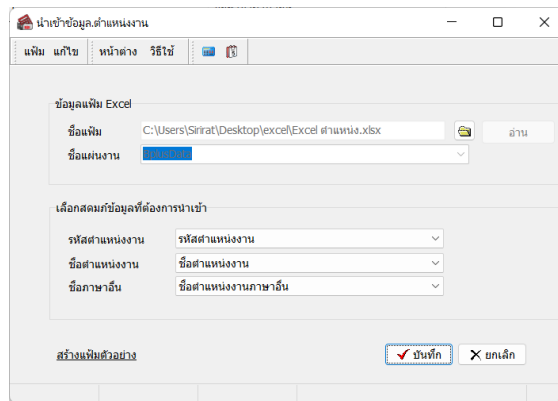 นำเข้าข้อมูล.ตำแหน่งงาน
แฟ้ม แก้ไข หน้าต่าง วิธีใช้
ข้อมูลแฟ้ม Excel
ชื่อแฟ้ม C:\Users\Sirirat\Desktop\excel\Excel ตำแหน่ง.xlsx อ่าน
ชื่อแผ่นงาน
เลือกสดมภ์ข้อมูลที่ต้องการนำเข้า
รหัสตำแหน่งงาน รหัสตำแหน่งงาน
ชื่อตำแหน่งงาน ชื่อตำแหน่งงาน
ชื่อภาษาอื่น ชื่อตำแหน่งงานภาษาอื่น
สร้างแฟ้มตัวอย่าง บันทึก ยกเลิก